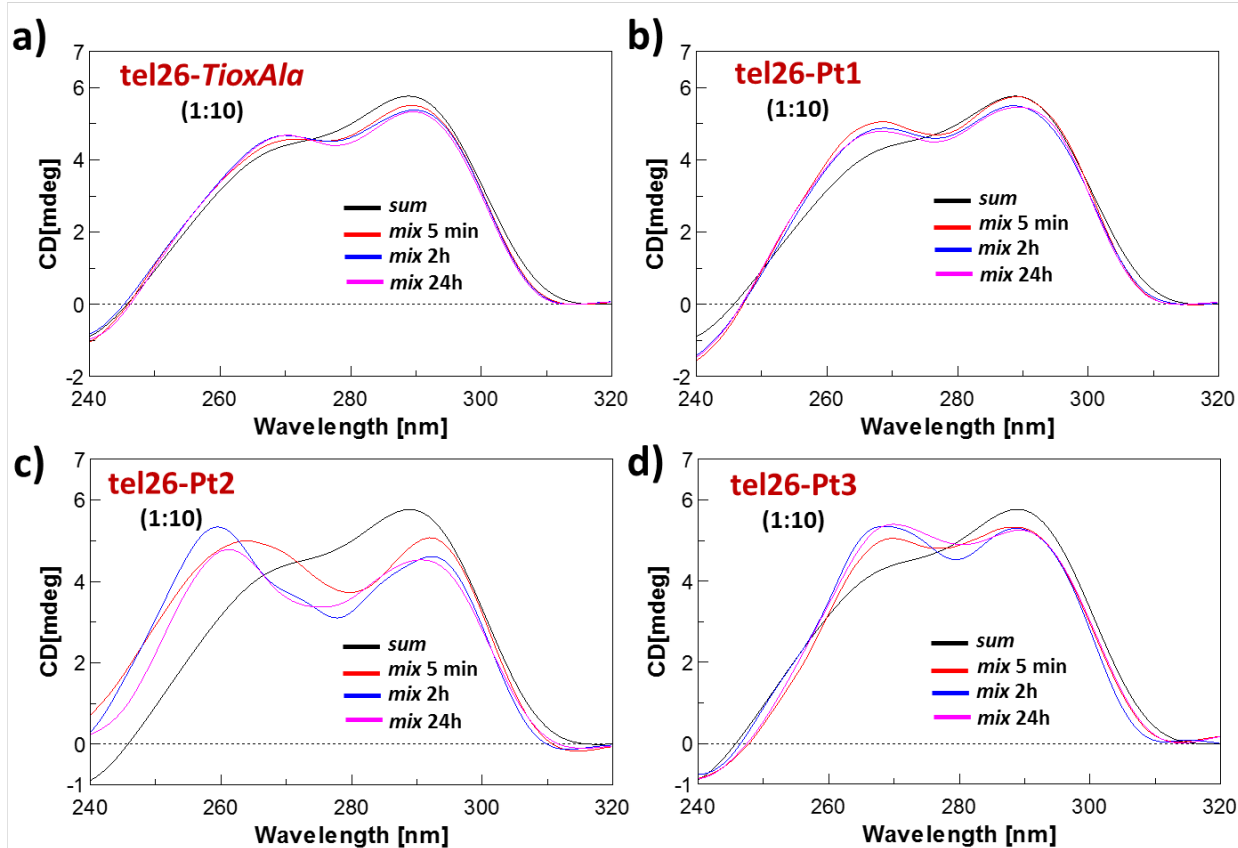 a)
tel26-TioxAla
(1:10)
7
6
4
2
0
-2
CD[mdeg]
sum
mix 5 min
mix 2h
mix 24h
240
260
280
300
320
Wavelength [nm]
b)
tel26-Pt1
(1:10)
7
6
4
2
0
-2
CD[mdeg]
sum
mix 5 min
mix 2h
mix 24h
240
260
280
300
320
Wavelength [nm]
c)
tel26-Pt2
(1:10)
7
6
4
2
0
-1
CD[mdeg]
sum
mix 5 min
mix 2h
mix 24h
240
260
280
300
320
Wavelength [nm]
d)
tel26-Pt3
(1:10)
7
6
4
2
0
-1
CD[mdeg]
sum
mix 5 min
mix 2h
mix 24h
240
260
280
300
320
Wavelength [nm]